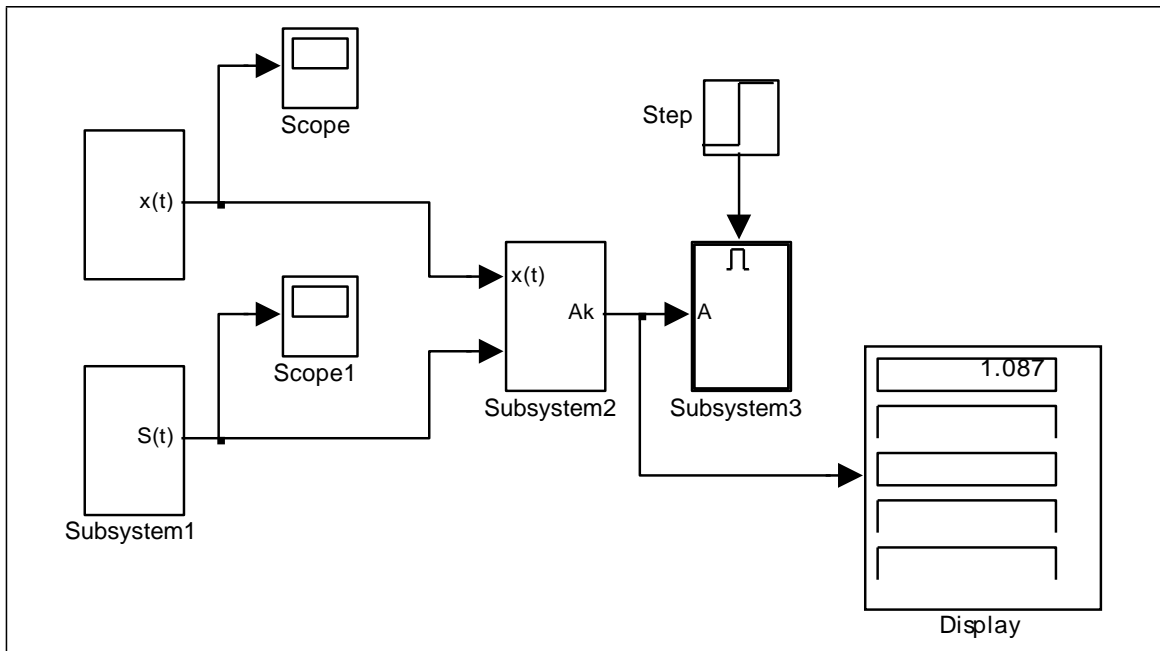 Scope
Step
x(t)
x(t)
Ak
A
Scope1
Subsystem2
Subsystem3
1.087
S(t)
Subsystem1
Display